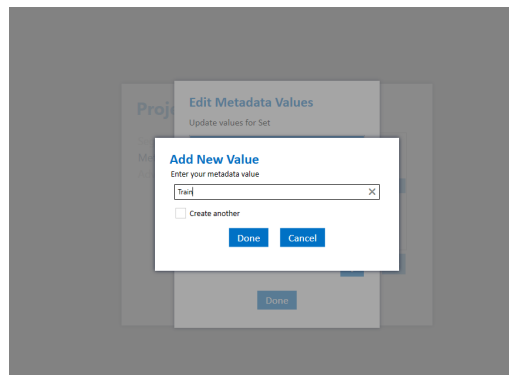 Proje
Edit Metadata Values
Update values for Set
Add New Value
Enter your metadata value
Train
Create another
Done
Cancel
Done